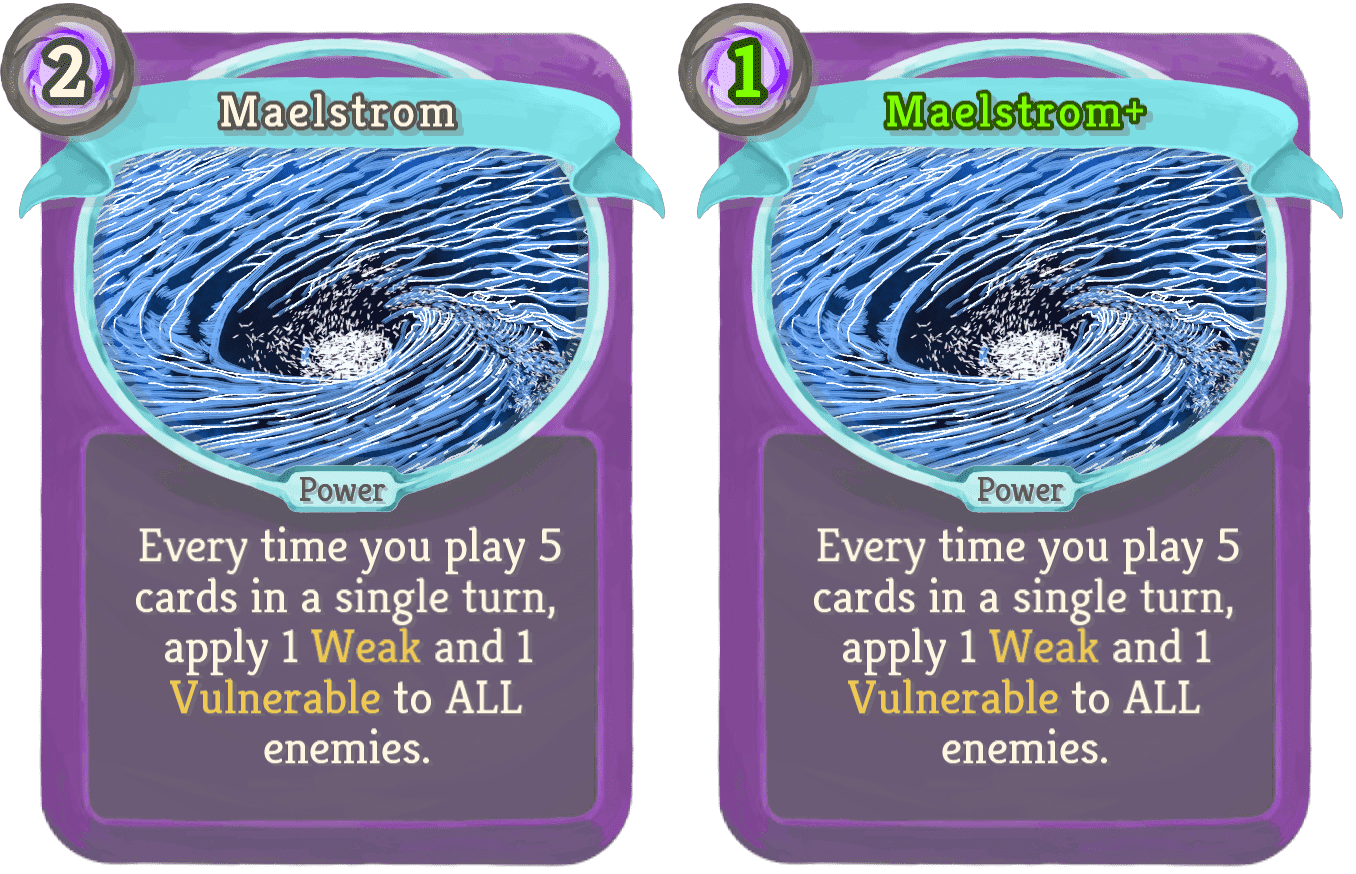 2
Maelstrom
Power
Every time you play 5
cards in a single turn,
apply 1 Weak and 1
Vulnerable to ALL
enemies.
1
Maelstrom+
Power
Every time you play 5
cards in a single turn,
apply 1 Weak and 1
Vulnerable to ALL
enemies.